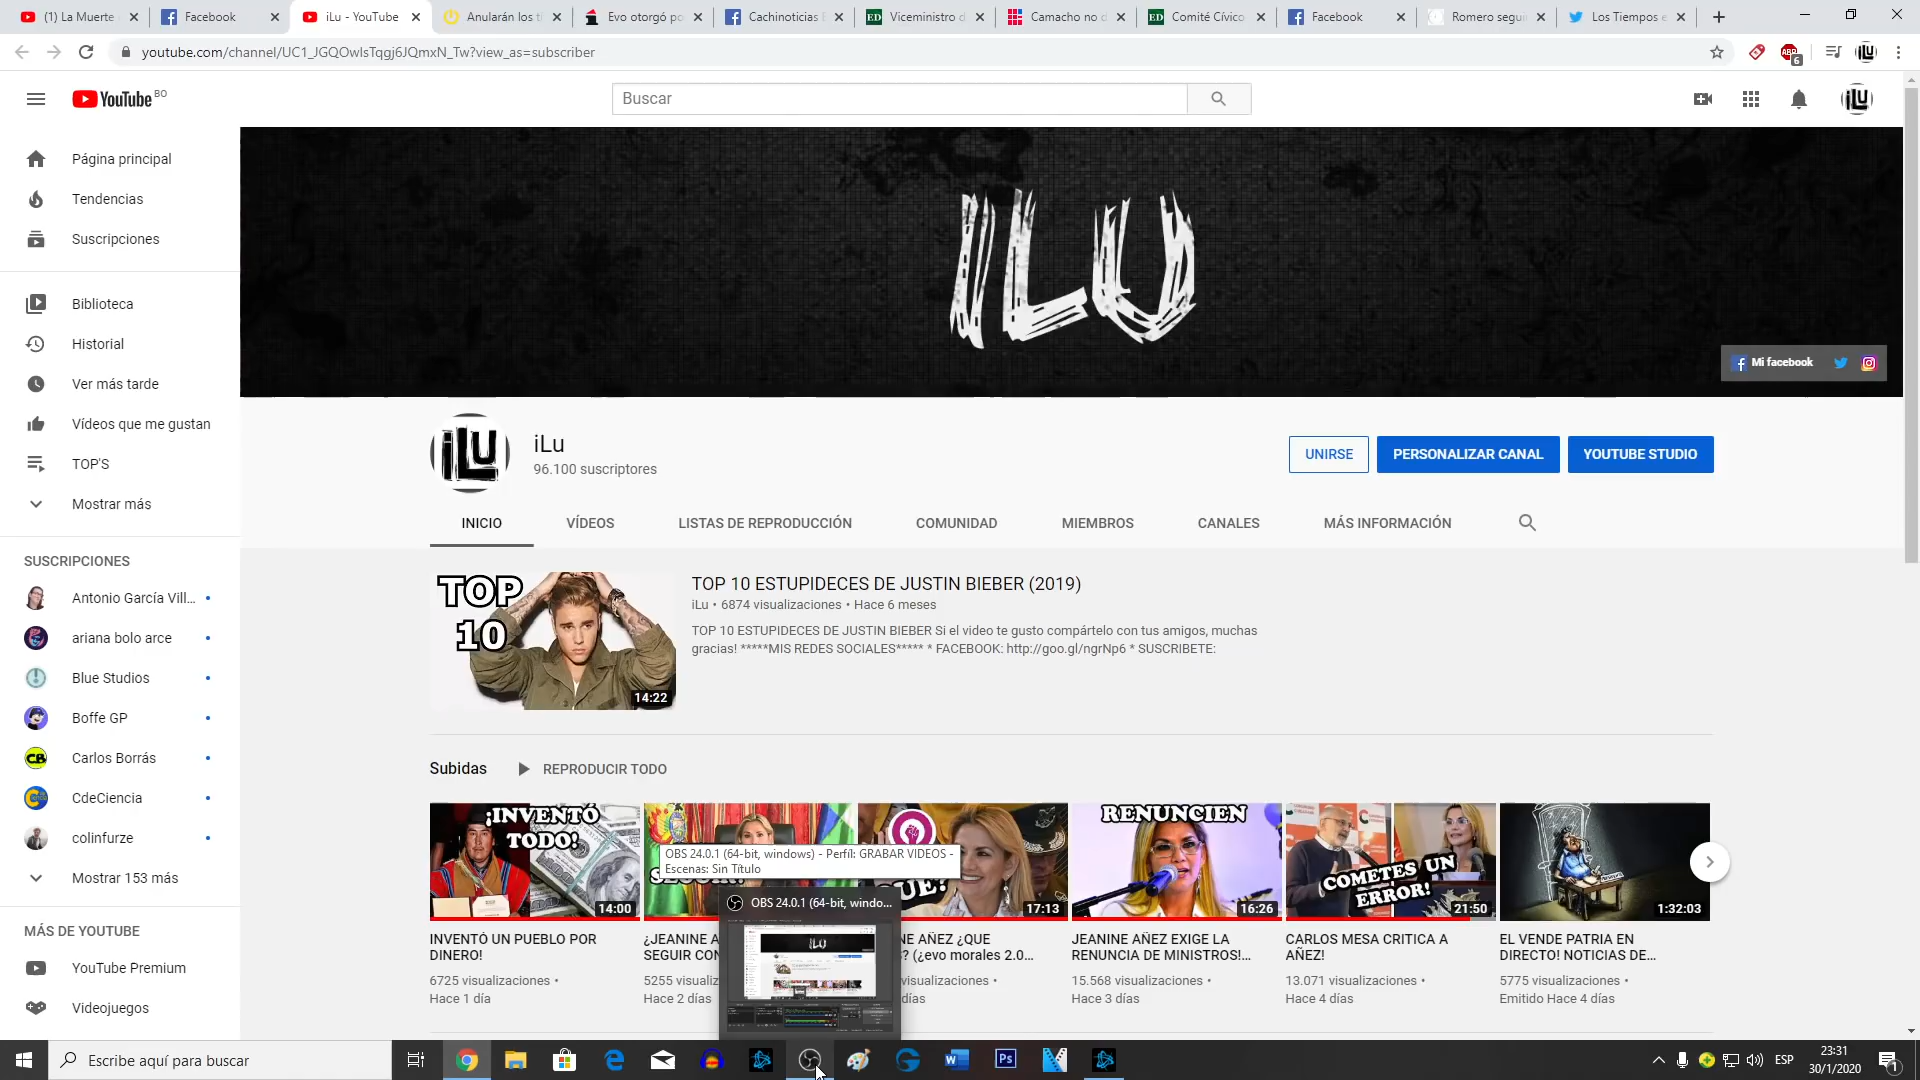 (1) La Muerte
Facebook
iLu - YouTube
Anularán los t
Evo otorgó po
Cachinoticias
Viceministro d
Camacho no d
Comité Cívico
Facebook
Romero segui
Los Tiempos e
youtube.com/channel/UC1_JGQOwIsTqgj6JQmxN_Tw?view_as=subscriber
ABP
6
iLU
YouTube BO
Buscar
iLU
Página principal
Tendencias
Suscripciones
Biblioteca
Historial
Ver más tarde
Vídeos que me gustan
TOP'S
Mostrar más
SUSCRIPCIONES
Antonio García Vill...
ariana bolo arce
Blue Studios
Boffe GP
Carlos Borrás
CdeCiencia
colinfurze
Mostrar 153 más
MÁS DE YOUTUBE
YouTube Premium
Videojuegos
iLU
Mi facebook
iLu
iLu
96.100 suscriptores
UNIRSE
PERSONALIZAR CANAL
YOUTUBE STUDIO
INICIO
VÍDEOS
LISTAS DE REPRODUCCIÓN
COMUNIDAD
MIEMBROS
CANALES
MÁS INFORMACIÓN
TOP
10
14:22
TOP 10 ESTUPIDECES DE JUSTIN BIEBER (2019)
iLu • 6874 visualizaciones • Hace 6 meses
TOP 10 ESTUPIDECES DE JUSTIN BIEBER Si el video te gusto compártelo con tus amigos, muchas
gracias! *****MIS REDES SOCIALES***** * FACEBOOK: http://goo.gl/ngrNp6 * SUSCRIBETE:
Subidas
REPRODUCIR TODO
¡INVENTÓ
TODO!
14:00
INVENTÓ UN PUEBLO POR
DINERO!
6725 visualizaciones •
Hace 1 día
¿JEANINE A
SEGUIR CON
5255 visualiz
Hace 2 días
OBS 24.0.1 (64-bit, windows) - Perfil: GRABAR VIDEOS -
Escenas: Sin Título
OBS 24.0.1 (64-bit, windo...
iLU
17:13
NE AÑEZ ¿QUE
S? (¿evo morales 2.0...
visualizaciones •
días
RENUNCIEN
16:26
JEANINE AÑEZ EXIGE LA
RENUNCIA DE MINISTROS!...
15.568 visualizaciones •
Hace 3 días
COMETES UN
ERROR!
21:50
CARLOS MESA CRITICA A
AÑEZ!
13.071 visualizaciones •
Hace 4 días
1:32:03
EL VENDE PATRIA EN
DIRECTO! NOTICIAS DE...
5775 visualizaciones •
Emitido Hace 4 días
Escribe aquí para buscar
Ps
ESP
23:31
30/1/2020
1